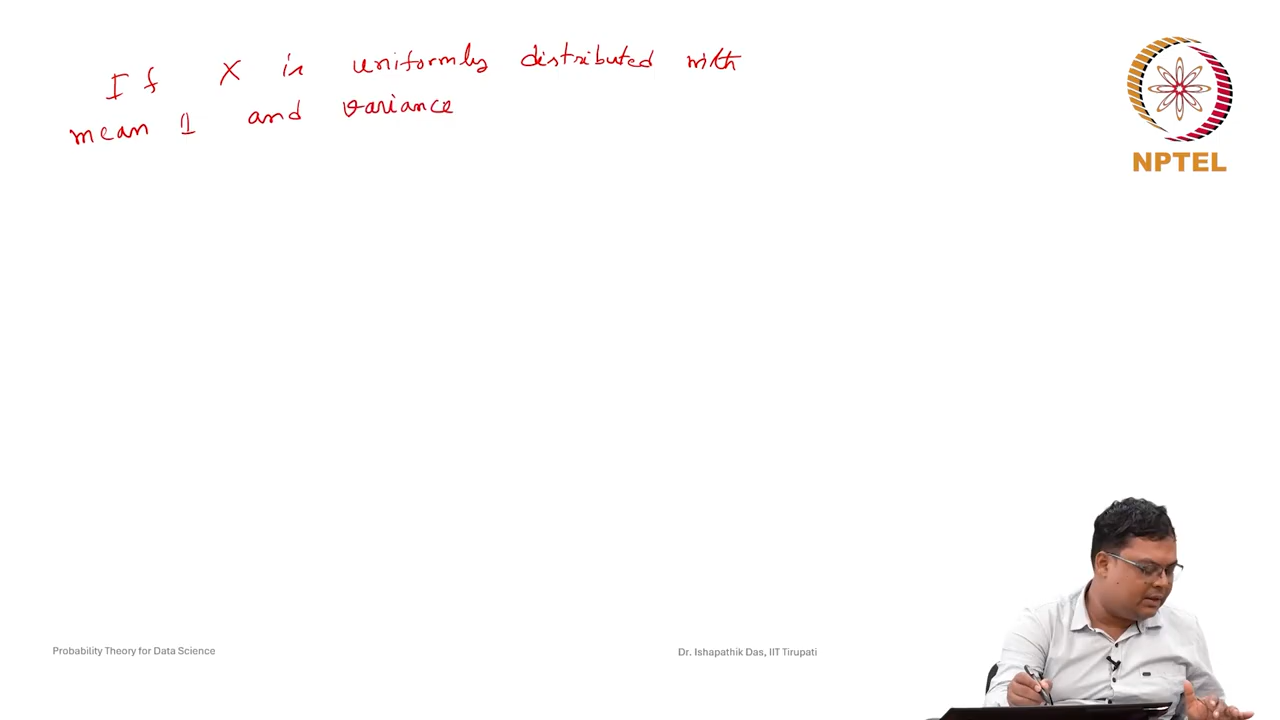 If X is uniformly distributed with
mean 1 and variance
NPTEL
Probability Theory for Data Science
Dr. Ishapathik Das, IIT Tirupati